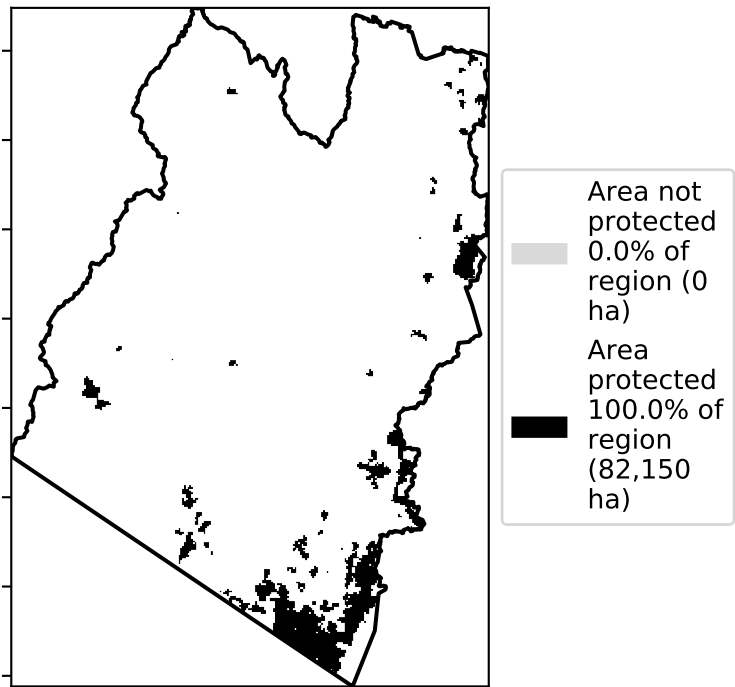 Area not
protected
0.0% of
region (0
ha)
Area
protected
100.0% of
region
(82,150
ha)